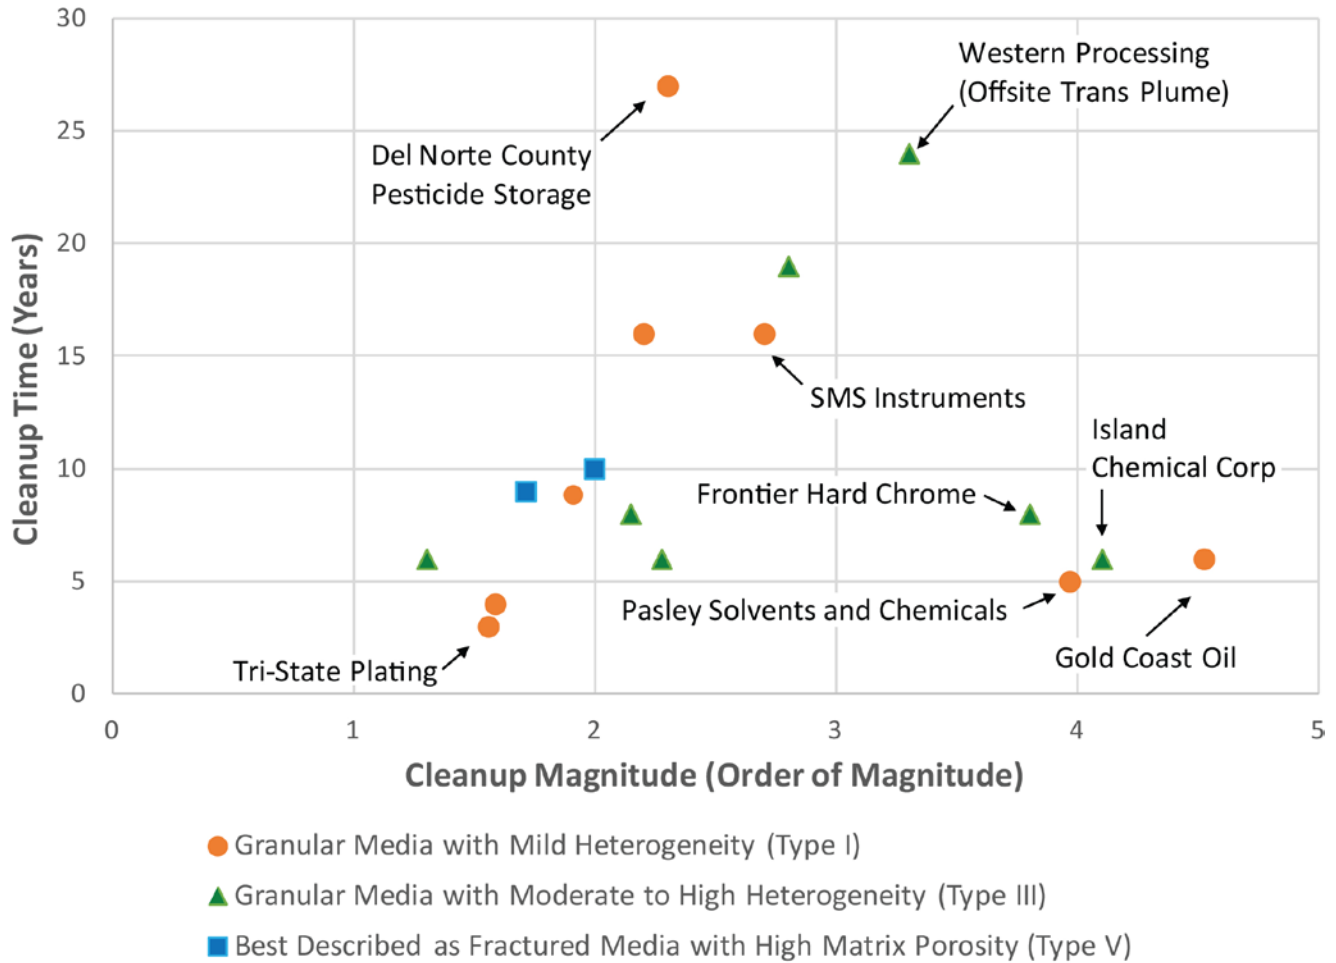 30
25
20
15
10
5
0
Cleanup Time (Years)
Western Processing
(Offsite Trans Plume)
Del Norte County
Pesticide Storage
SMS Instruments
Island
Chemical Corp
Frontier Hard Chrome
Pasley Solvents and Chemicals
Gold Coast Oil
Tri-State Plating
0 1 2 3 4 5
Cleanup Magnitude (Order of Magnitude)
Granular Media with Mild Heterogeneity (Type I)
Granular Media with Moderate to High Heterogeneity (Type III)
Best Described as Fractured Media with High Matrix Porosity (Type V)